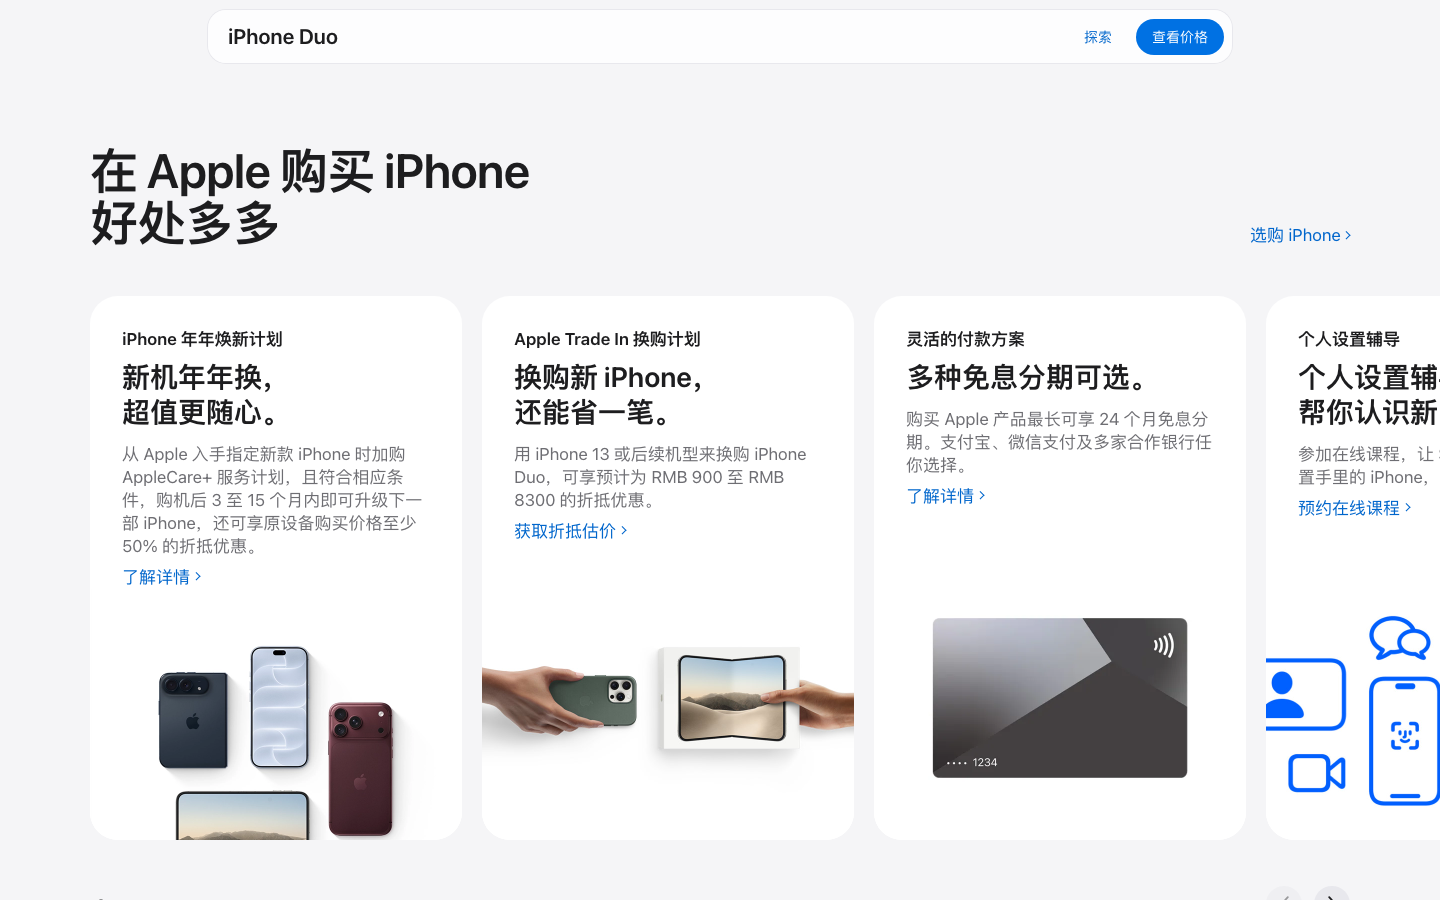 iPhone Duo
探索
查看价格
在 Apple 购买 iPhone
好处多多
选购 iPhone
iPhone 年年焕新计划
新机年年换，
超值更随心。
从 Apple 入手指定新款 iPhone 时加购
AppleCare+ 服务计划，且符合相应条
件，购机后 3 至 15 个月内即可升级下一
部 iPhone，还可享原设备购买价格至少
50% 的折抵优惠。
了解详情
Apple Trade In 换购计划
换购新 iPhone，
还能省一笔。
用 iPhone 13 或后续机型来换购 iPhone
Duo，可享预计为 RMB 900 至 RMB
8300 的折抵优惠。
获取折抵估价
灵活的付款方案
多种免息分期可选。
购买 Apple 产品最长可享 24 个月免息分
期。支付宝、微信支付及多家合作银行任
你选择。
了解详情
•••• 1234
个人设置辅导
个人设置辅
帮你认识新
参加在线课程，让
置手里的 iPhone，
预约在线课程